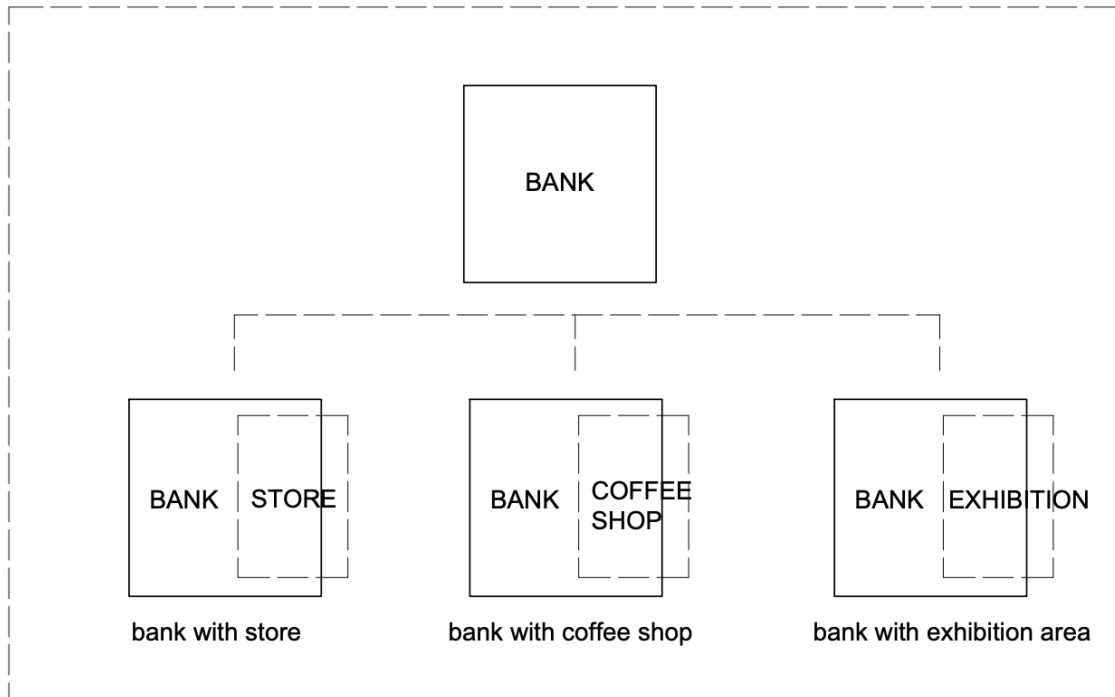 BANK
BANK
STORE
BANK
COFFEE
SHOP
BANK
EXHIBITION
bank with store
bank with coffee shop
bank with exhibition area